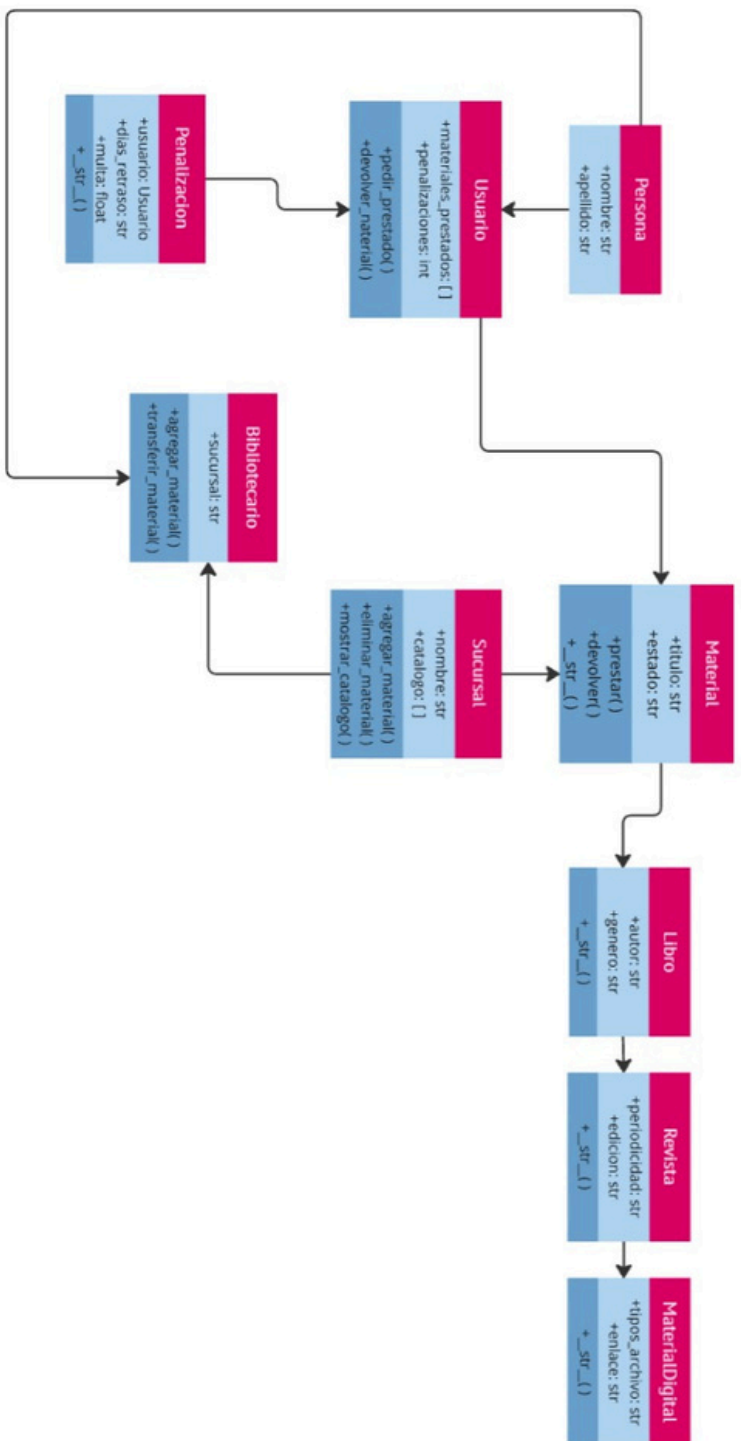 Persona
+nombre: str
+apellido: str
Usuario
+materiales_prestados: [ ]
+penalizaciones: int
+pedir_prestado( )
+devolver_naterial( )
Penalizacion
+usuario: Usuario
+dias_retraso: str
+multa: float
+ __str__( )
Bibliotecario
+sucursal: str
+agregar_material( )
+transferir_material( )
Material
+titulo: str
+estado: str
+prestar( )
+devolver( )
+ __str__( )
Sucursal
+nombre: str
+catalogo: [ ]
+agregar_material( )
+eliminar_material( )
+mostrar_catalogo( )
Libro
+autor: str
+genero: str
+ __str__( )
Revista
+periodicidad: str
+edicion: str
+ __str__( )
MaterialDigital
+tipos_archivo: str
+enlace: str
+ __str__( )